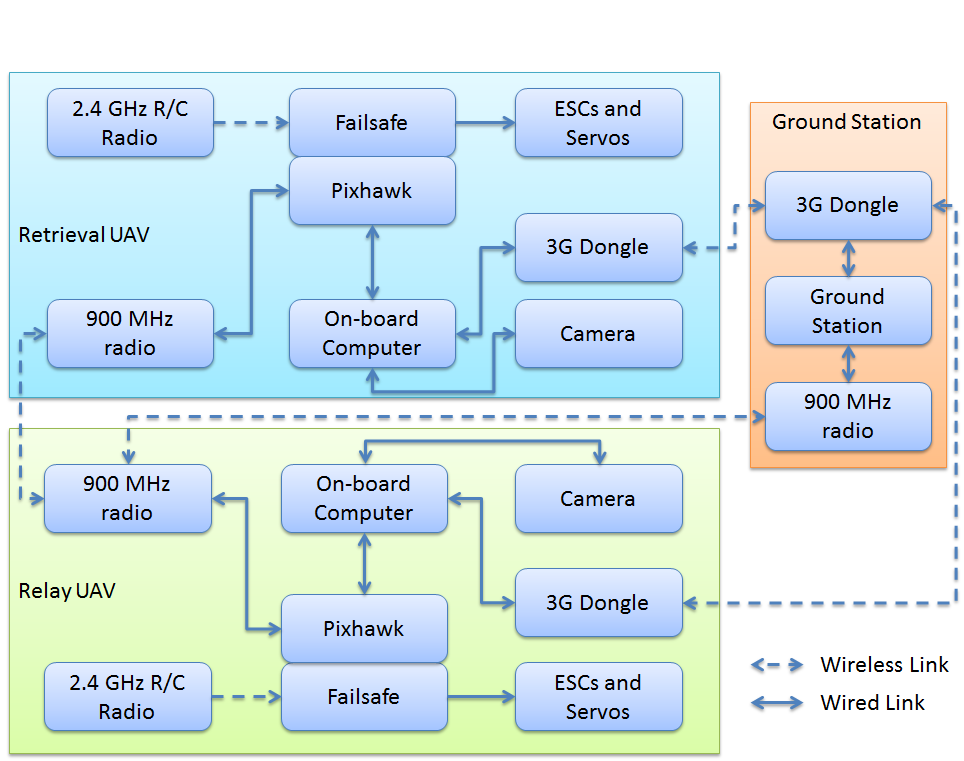 2.4 GHz R/C
Radio
Failsafe
ESCs and
Servos
Pixhawk
Retrieval UAV
3G Dongle
900 MHz
radio
On-board
Computer
Camera
Ground Station
3G Dongle
Ground
Station
900 MHz
radio
900 MHz
radio
On-board
Computer
Camera
Relay UAV
3G Dongle
Pixhawk
2.4 GHz R/C
Radio
Failsafe
ESCs and
Servos
Wireless Link
Wired Link